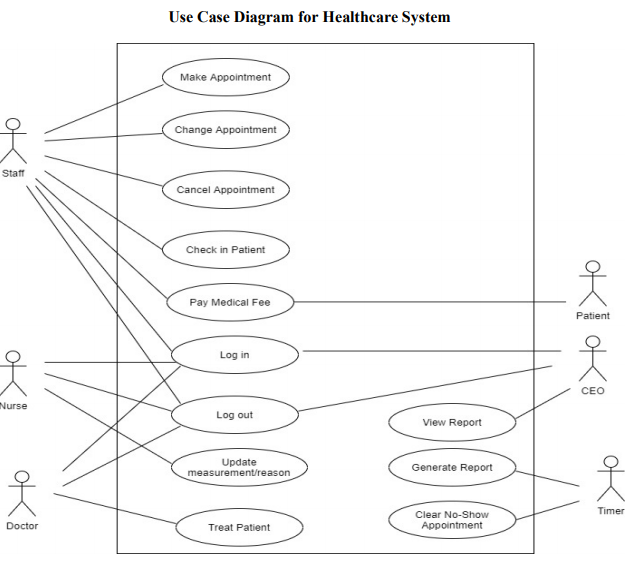 Use Case Diagram for Healthcare System
Make Appointment
Change Appointment
Staff
Cancel Appointment
Check in Patient
Pay Medical Fee
Patient
Log in
CEO
Nurse
Log out
View Report
Update
measurement/reason
Generate Report
Timer
Doctor
Treat Patient
Clear No-Show
Appointment